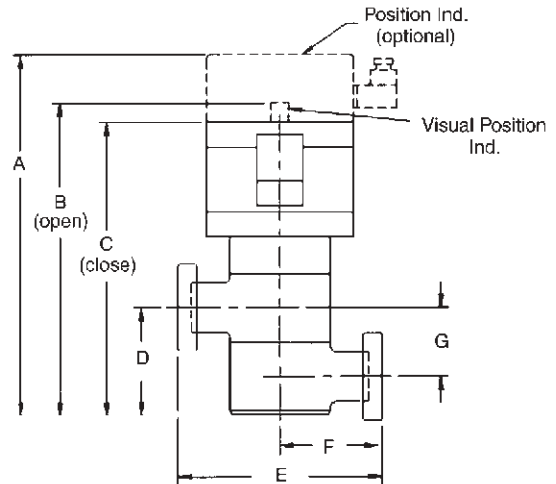 Position Ind.
(optional)
Visual Position
Ind.
A
B
(open)
C
(close)
D
G
F
E